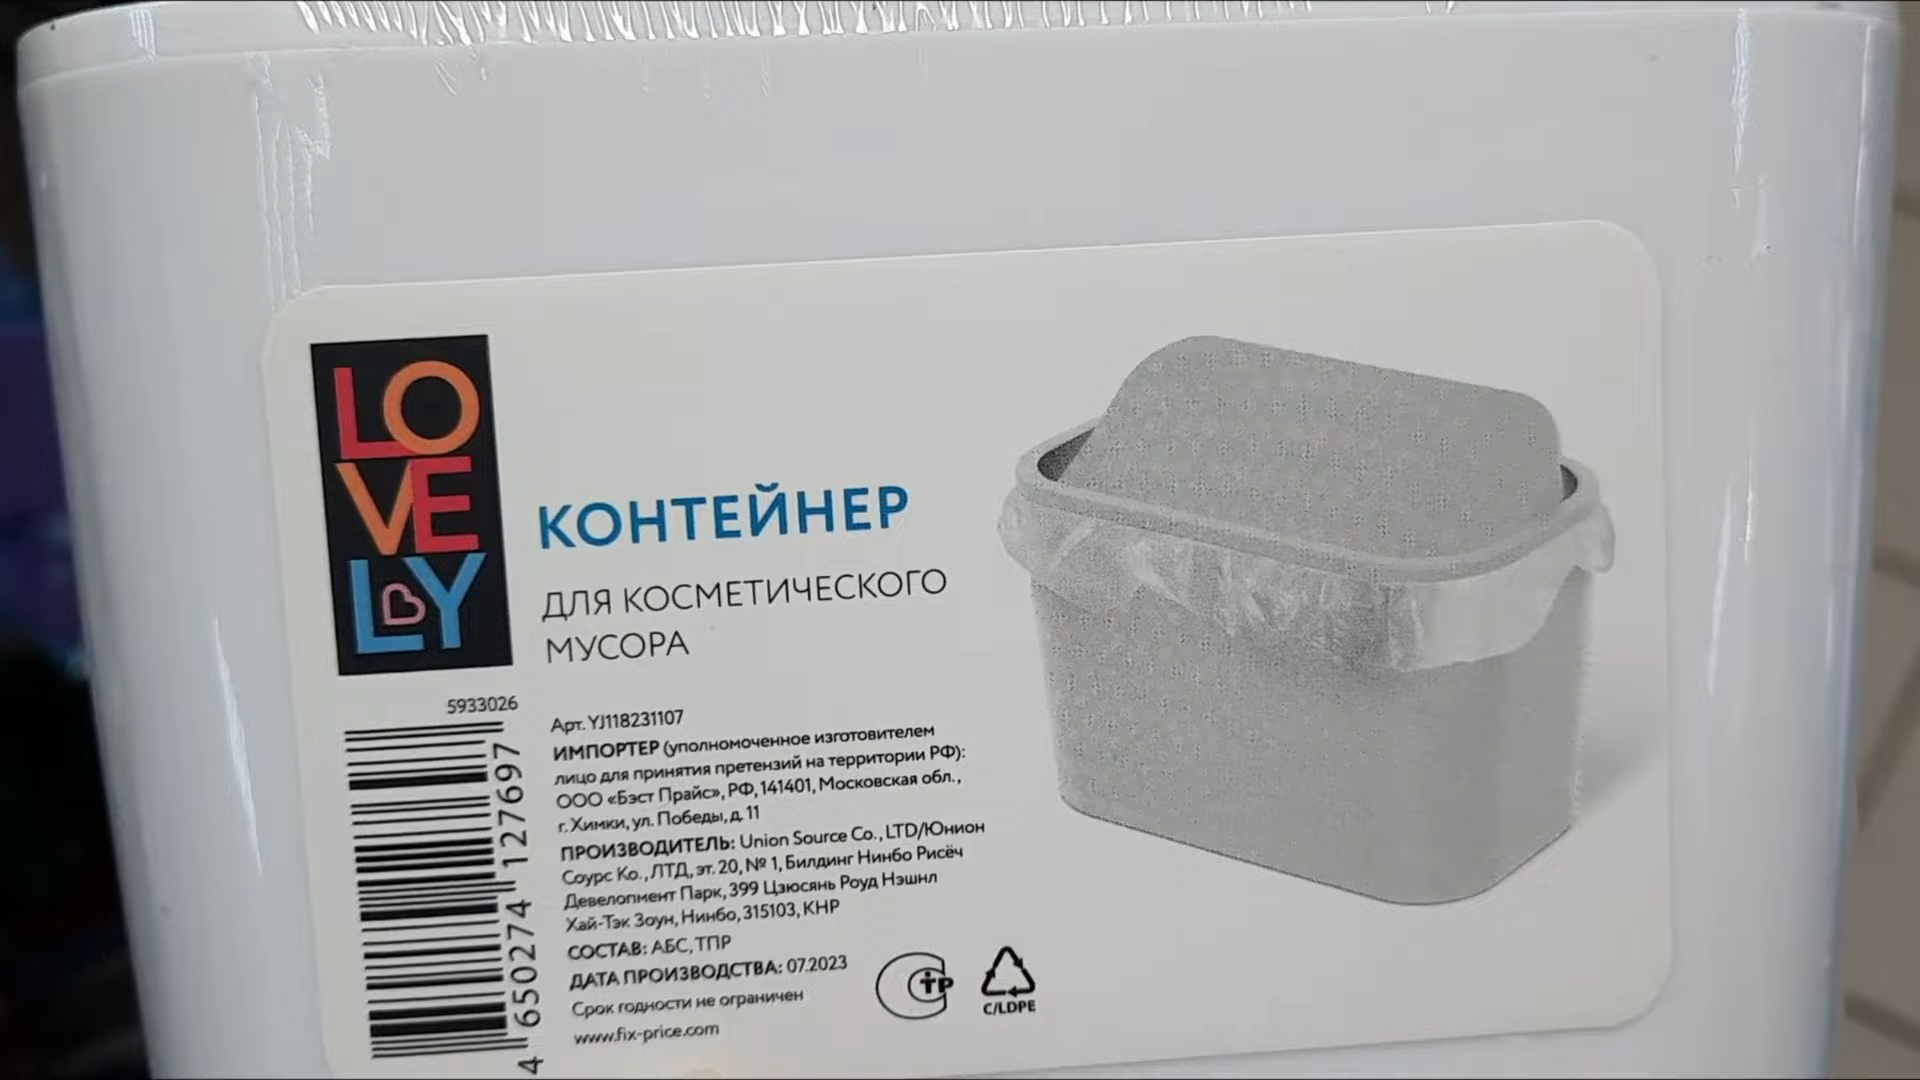 LOVELY
КОНТЕЙНЕР
ДЛЯ КОСМЕТИЧЕСКОГО
МУСОРА
5933026
4 650274 127697
Арт. YJ118231107
ИМПОРТЕР (уполномоченное изготовителем
лицо для принятия претензий на территории РФ):
ООО «Бэст Прайс», РФ, 141401, Московская обл.,
г. Химки, ул. Победы, д. 11
ПРОИЗВОДИТЕЛЬ: Union Source Co., LTD/Юнион
Соурс Ко., ЛТД, эт. 20, № 1, Билдинг Нинбо Рисёч
Девелопмент Парк, 399 Цзюсянь Роуд Нэшнл
Хай-Тэк Зоун, Нинбо, 315103, КНР
СОСТАВ: АБС, ТПР
ДАТА ПРОИЗВОДСТВА: 07.2023
Срок годности не ограничен
www.fix-price.com
СТР
C/LDPE